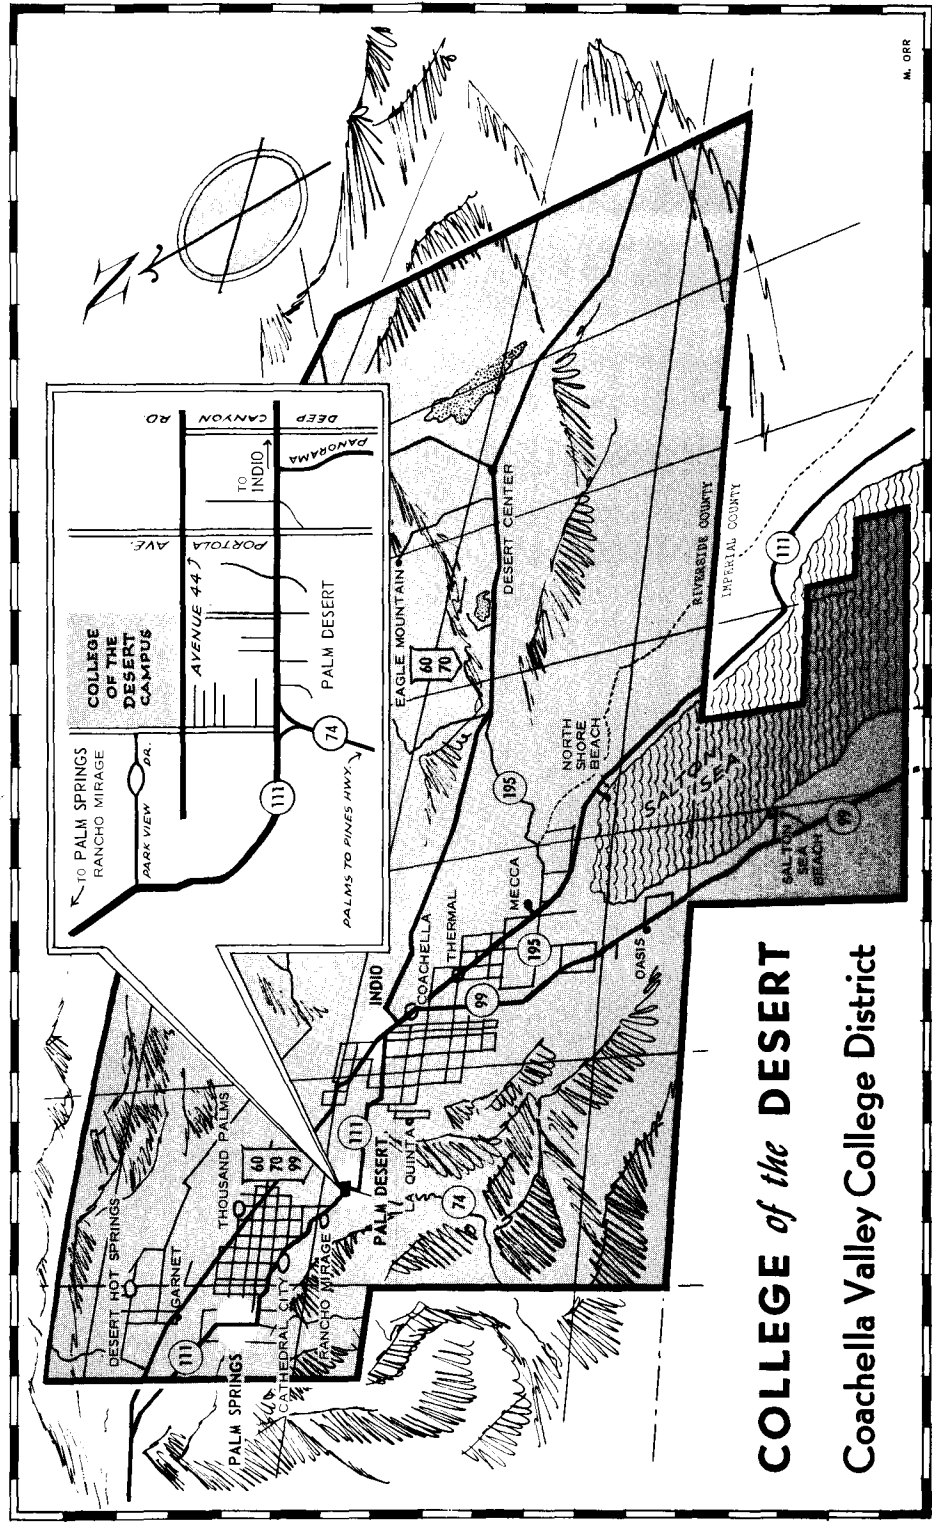 COLLEGE of the DESERT
Coachella Valley College District
M. ORR
N
TO PALM SPRINGS
RANCHO MIRAGE
PARK VIEW DR.
COLLEGE
OF THE
DESERT
CAMPUS
AVENUE 44
PORTOLA AVE.
DEEP CANYON RD
PANORAMA
TO
INDIO
PALM DESERT
111
74
PALMS TO PINES HWY.
DESERT HOT SPRINGS
GARNET
THOUSAND PALMS
60
70
99
111
PALM SPRINGS
CATHEDRAL CITY
RANCHO MIRAGE
111
PALM DESERT
LA QUINTA
74
INDIO
COACHELLA
THERMAL
99
MECCA
195
195
OASIS
NORTH
SHORE
BEACH
SALTON
SEA
SALTON
SEA
BEACH
99
EAGLE MOUNTAIN
60
70
DESERT CENTER
RIVERSIDE COUNTY
IMPERIAL COUNTY
111